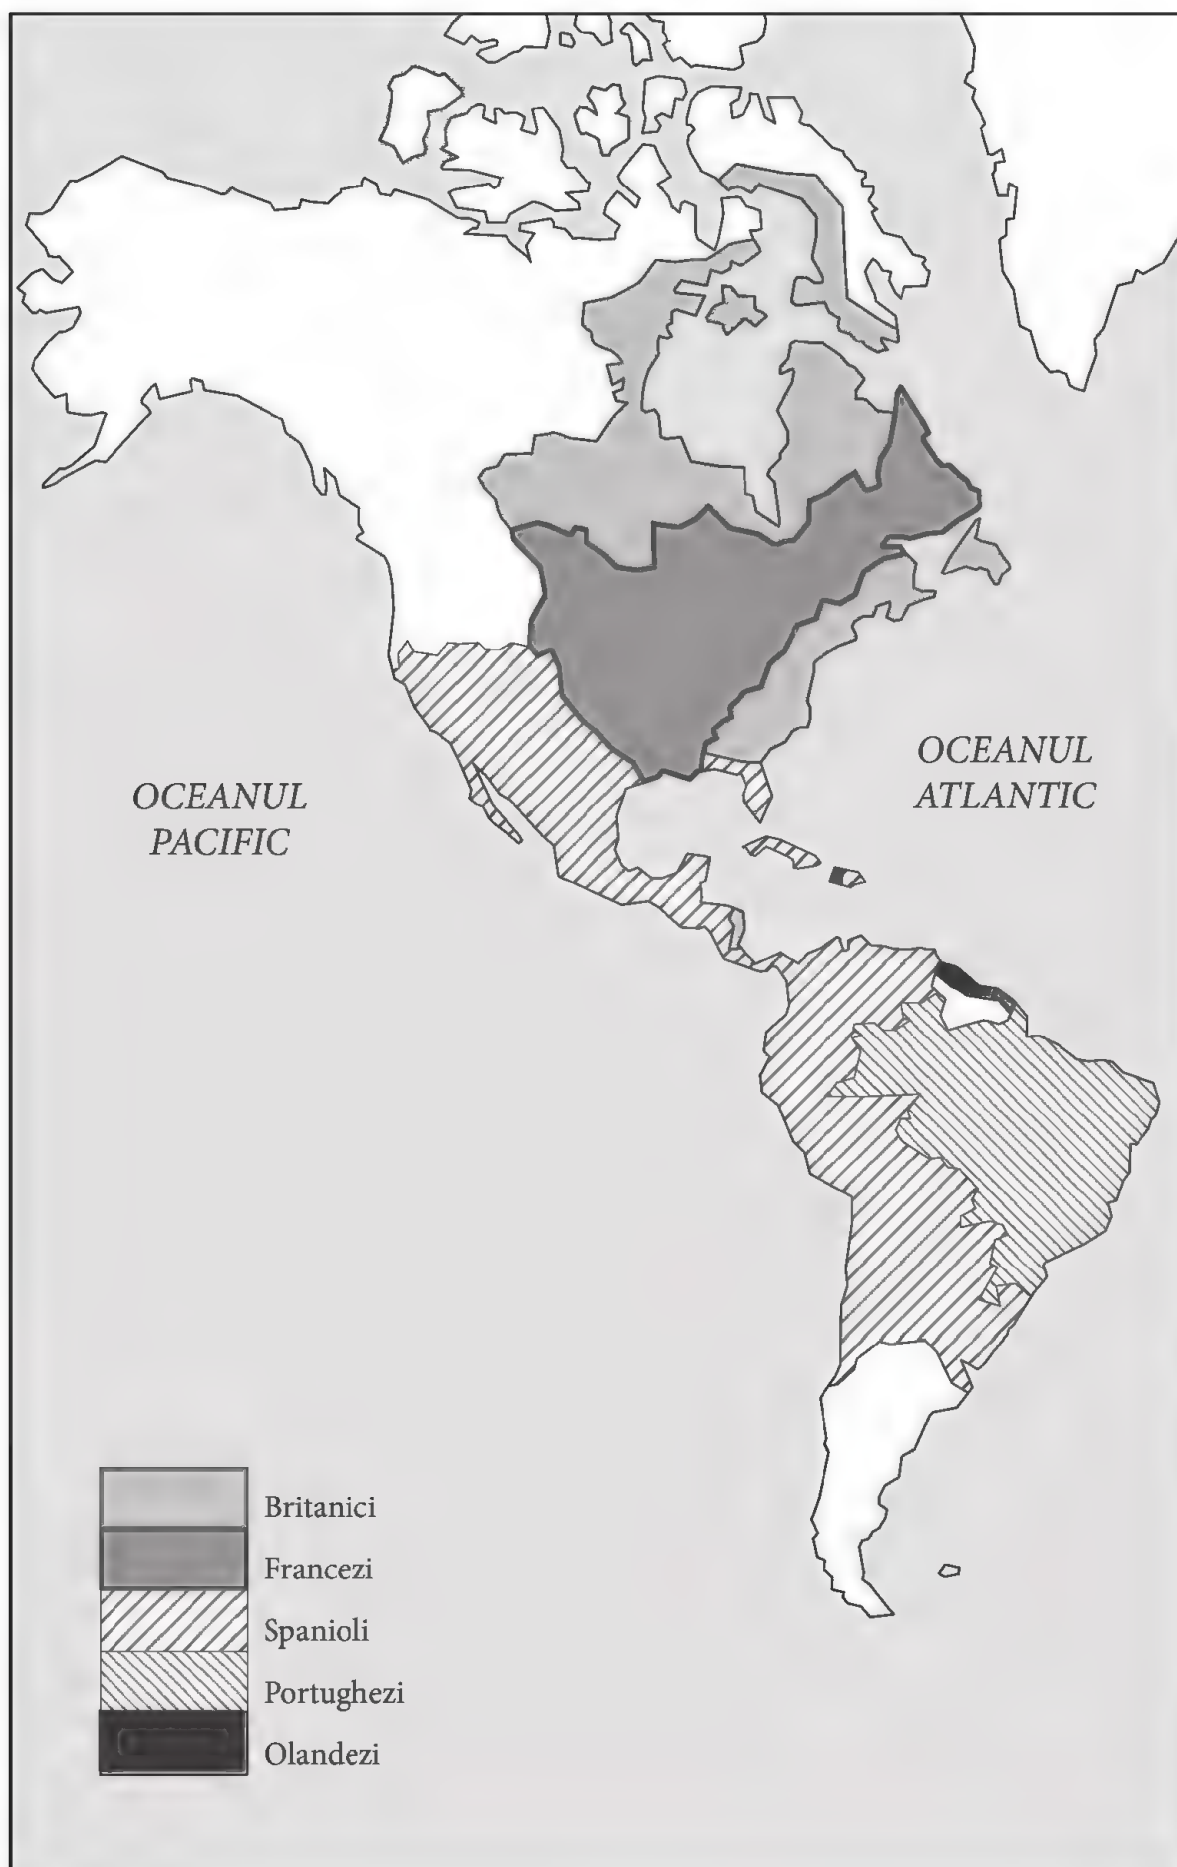 OCEANUL
PACIFIC
OCEANUL
ATLANTIC
Britanici
Francezi
Spanioli
Portughezi
Olandezi